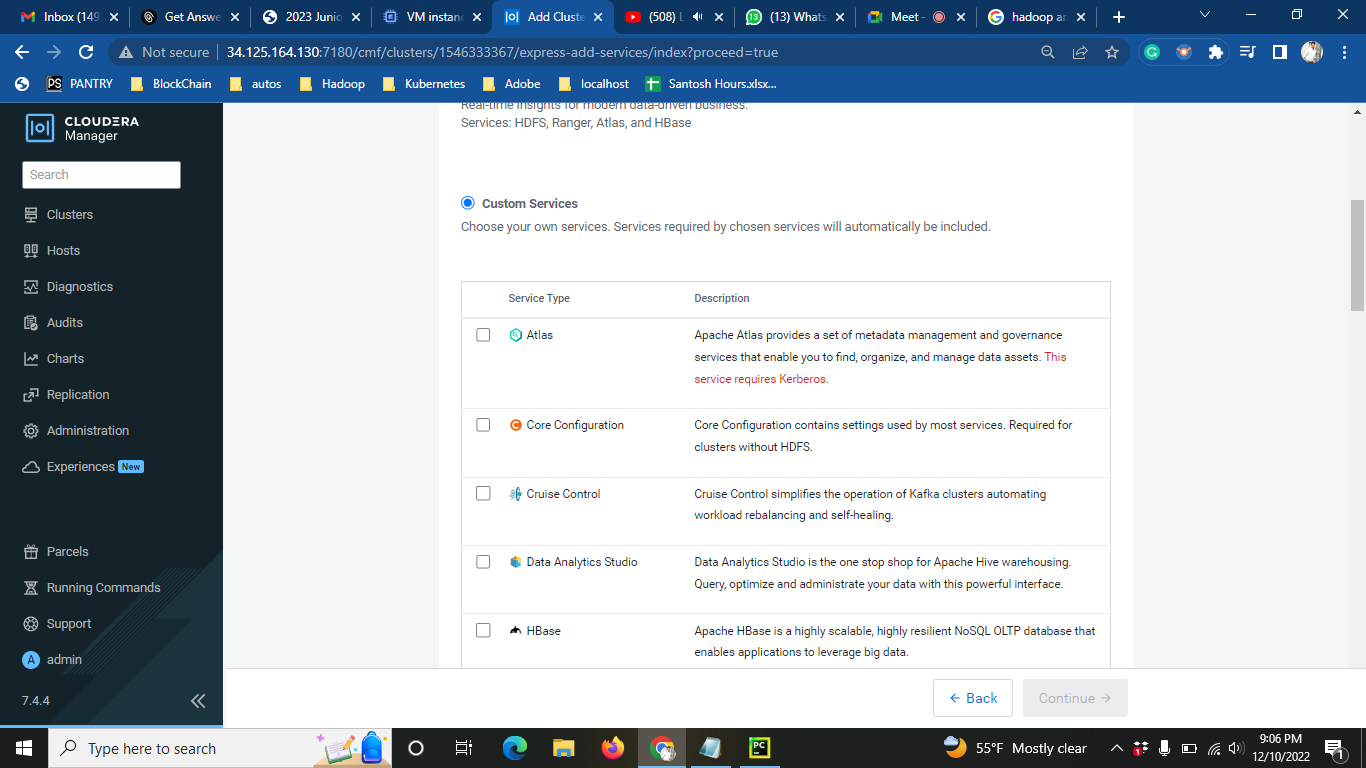 Inbox (149
Get Answe
2023 Junio
VM instanc
Add Cluste
(508) L
(13) Whats
Meet -
hadoop an
Not secure
34.125.164.130:7180/cmf/clusters/1546333367/express-add-services/index?proceed=true
PS PANTRY
BlockChain
autos
Hadoop
Kubernetes
Adobe
localhost
Santosh Hours.xlsx...
CLOUDERA
Manager
Search
Clusters
Hosts
Diagnostics
Audits
Charts
Replication
Administration
Experiences New
Parcels
Running Commands
Support
A admin
7.4.4
Real-time insights for modern data-driven business.
Services: HDFS, Ranger, Atlas, and HBase
Custom Services
Choose your own services. Services required by chosen services will automatically be included.
Service Type Description
Atlas
Apache Atlas provides a set of metadata management and governance
services that enable you to find, organize, and manage data assets. This
service requires Kerberos.
Core Configuration
Core Configuration contains settings used by most services. Required for
clusters without HDFS.
Cruise Control
Cruise Control simplifies the operation of Kafka clusters automating
workload rebalancing and self-healing.
Data Analytics Studio
Data Analytics Studio is the one stop shop for Apache Hive warehousing.
Query, optimize and administrate your data with this powerful interface.
HBase
Apache HBase is a highly scalable, highly resilient NoSQL OLTP database that
enables applications to leverage big data.
← Back
Continue →
Type here to search
PC
55°F Mostly clear
9:06 PM
12/10/2022
1